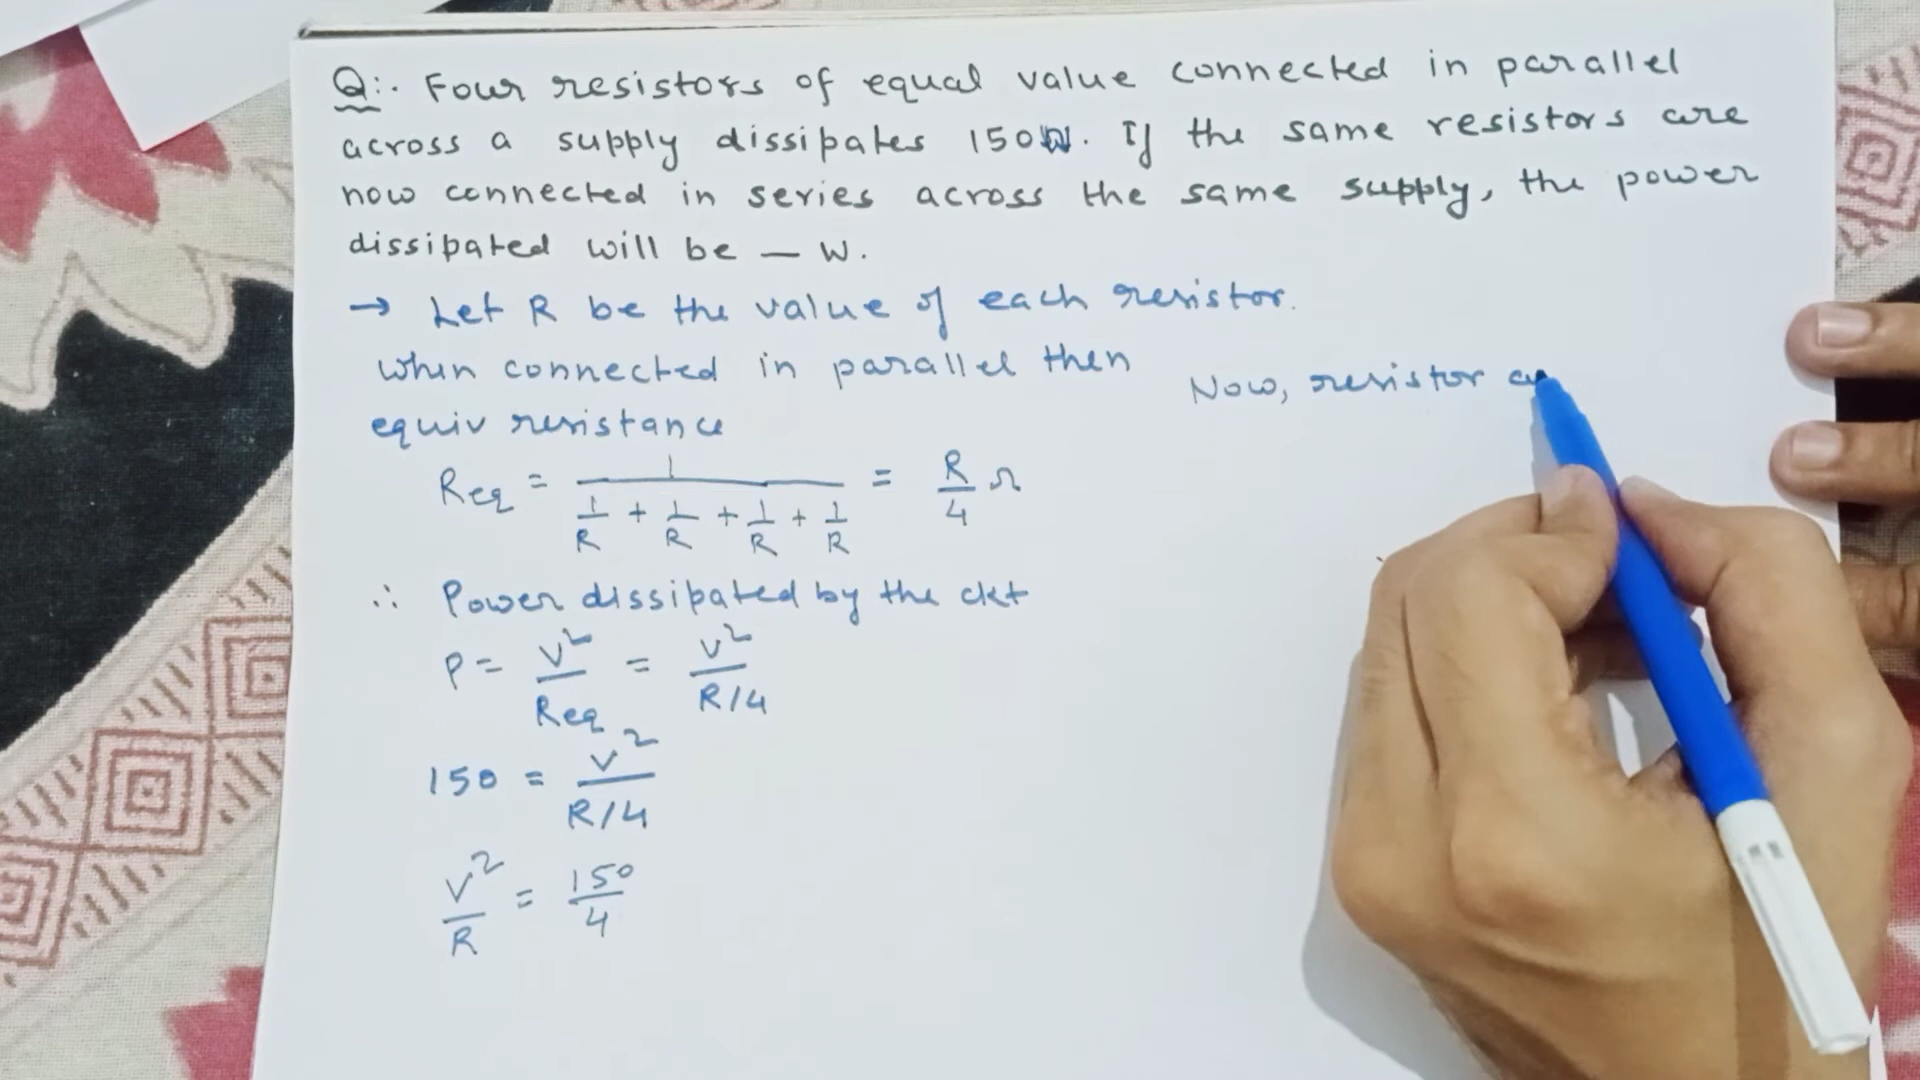 Q:. Four resistors of equal value connected in parallel
across a supply dissipates 150W. If the same resistors are
now connected in series across the same supply, the power
dissipated will be — W.
→ Let R be the value of each resistor.
when connected in parallel then
equiv resistance
Req = 1 / (1/R + 1/R + 1/R + 1/R) = R/4 Ω
∴ Power dissipated by the ckt
P = V²/Req = V²/(R/4)
150 = V²/(R/4)
V²/R = 150/4
Now, resistor